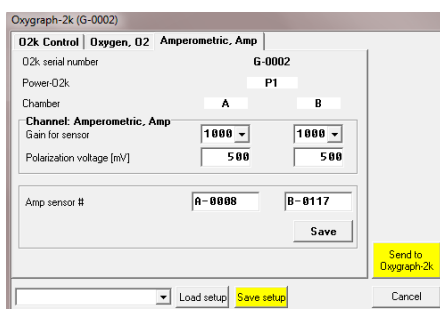 Oxygraph-2k (G-0002)
O2k Control Oxygen, O2 Amperometric, Amp
O2k serial number G-0002
Power-O2k P1
Chamber A B
Channel: Amperometric, Amp
Gain for sensor 1000 1000
Polarization voltage [mV] 500 500
Amp sensor # A-0008 B-0117
Save
Send to
Oxygraph-2k
Load setup Save setup Cancel